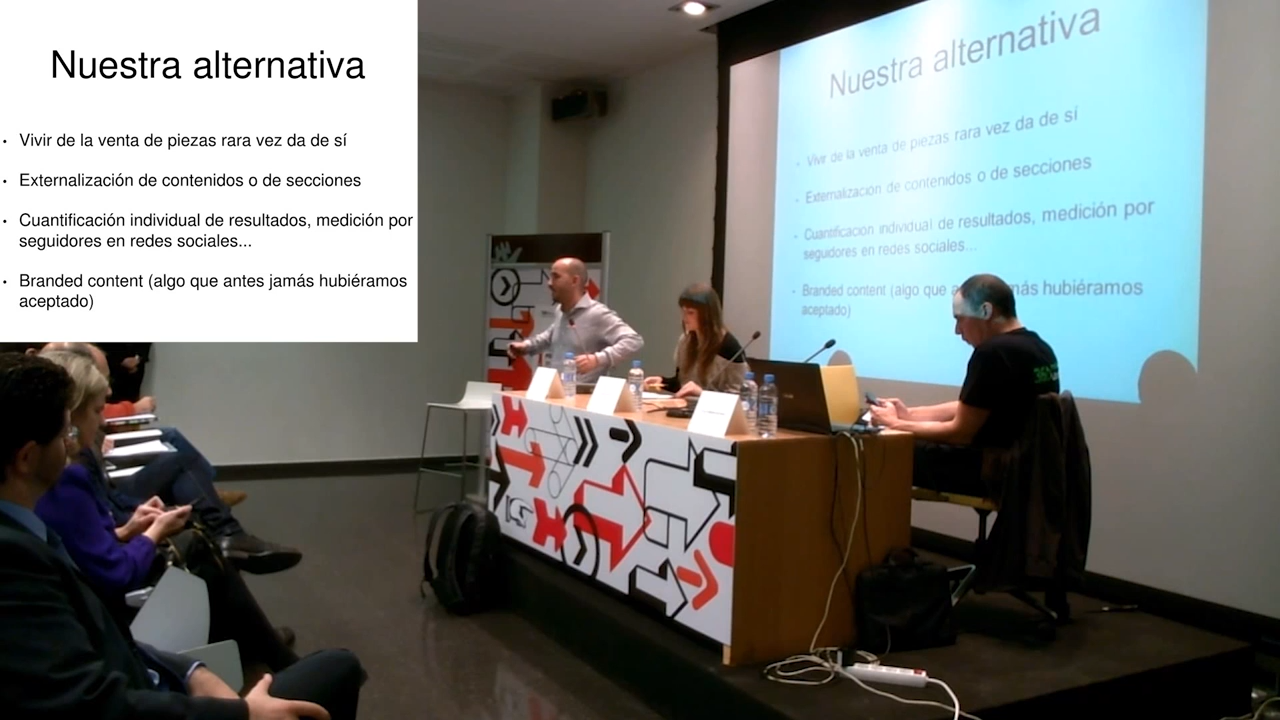 Nuestra alternativa
• Vivir de la venta de piezas rara vez da de sí
• Externalización de contenidos o de secciones
• Cuantificación individual de resultados, medición por
seguidores en redes sociales...
• Branded content (algo que antes jamás hubiéramos
aceptado)
Nuestra alternativa
• Vivir de la venta de piezas rara vez da de sí
• Externalización de contenidos o de secciones
• Cuantificación individual de resultados, medición por
seguidores en redes sociales...
• Branded content (algo que a más hubiéramos
aceptado)